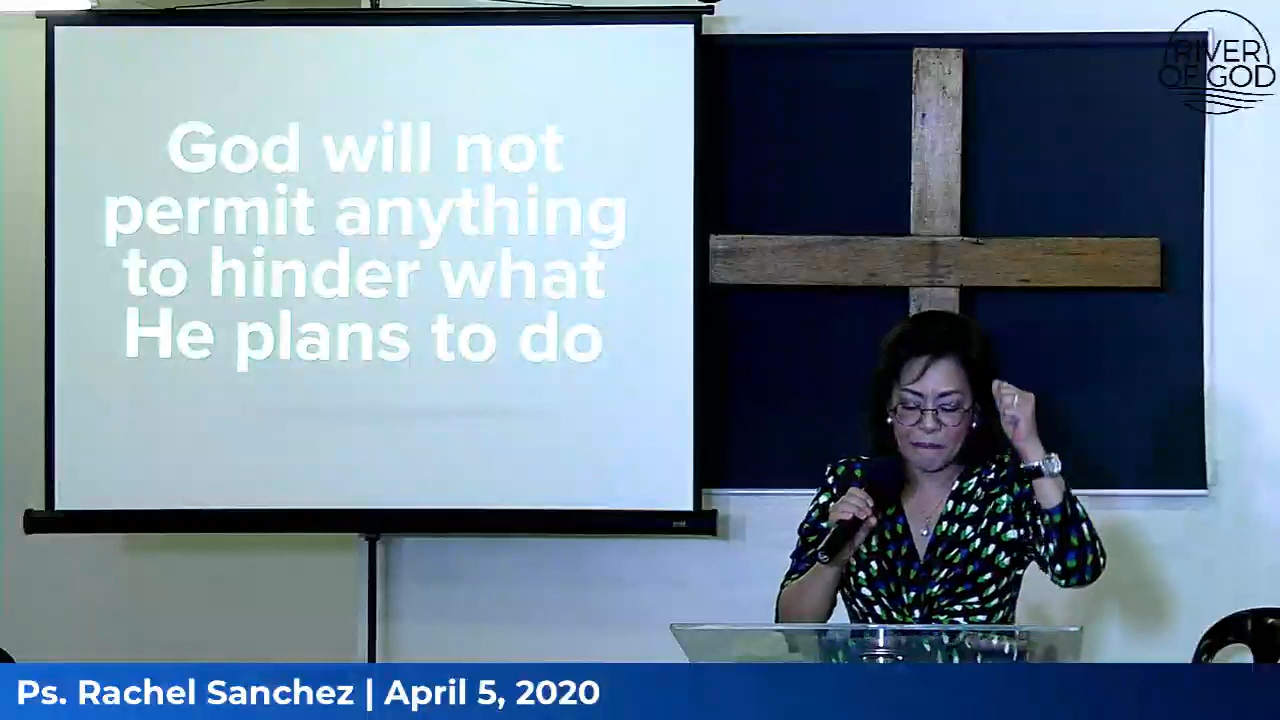 God will not
permit anything
to hinder what
He plans to do
RIVER
OF GOD
Ps. Rachel Sanchez | April 5, 2020